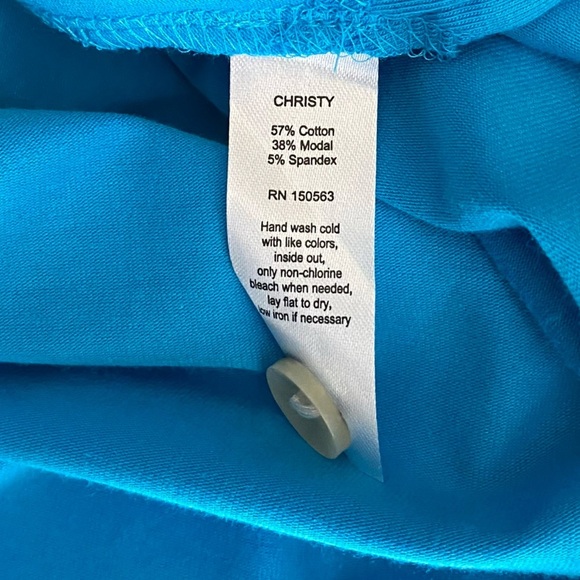 CHRISTY
57% Cotton
38% Modal
5% Spandex
RN 150563
Hand wash cold
with like colors,
inside out,
only non-chlorine
bleach when needed,
lay flat to dry,
low iron if necessary